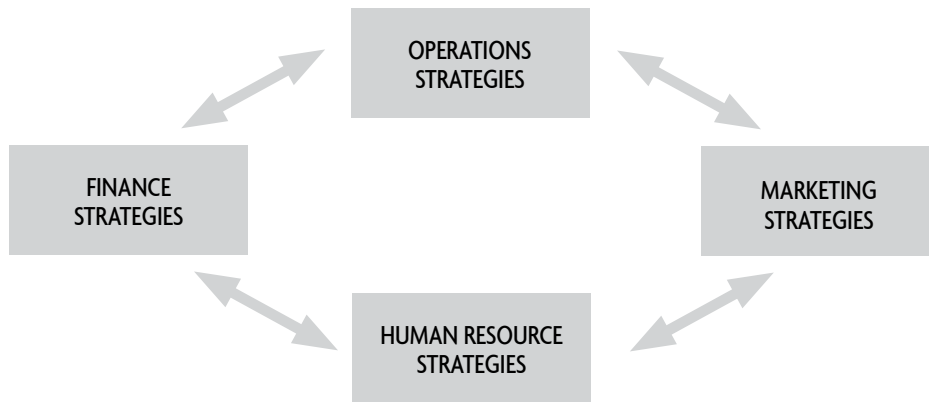 OPERATIONS
STRATEGIES
FINANCE
STRATEGIES
MARKETING
STRATEGIES
HUMAN RESOURCE
STRATEGIES